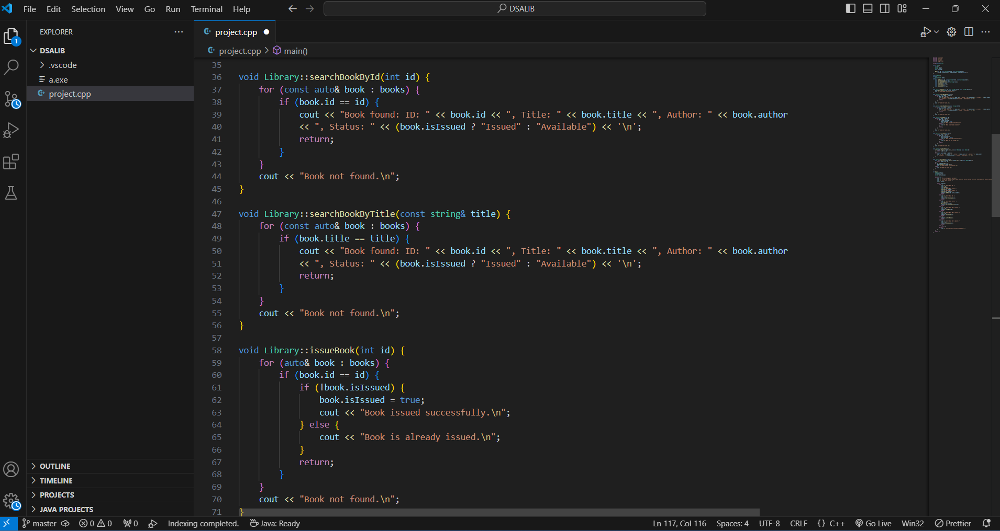 File Edit Selection View Go Run Terminal Help
DSALIB
EXPLORER
1
DSALIB
.vscode
a.exe
project.cpp
OUTLINE
TIMELINE
PROJECTS
JAVA PROJECTS
project.cpp
project.cpp > main()
35
36 void Library::searchBookById(int id) {
37 for (const auto& book : books) {
38 if (book.id == id) {
39 cout << "Book found: ID: " << book.id << ", Title: " << book.title << ", Author: " << book.author
40 << ", Status: " << (book.isIssued ? "Issued" : "Available") << '\n';
41 return;
42 }
43 }
44 cout << "Book not found.\n";
45 }
46
47 void Library::searchBookByTitle(const string& title) {
48 for (const auto& book : books) {
49 if (book.title == title) {
50 cout << "Book found: ID: " << book.id << ", Title: " << book.title << ", Author: " << book.author
51 << ", Status: " << (book.isIssued ? "Issued" : "Available") << '\n';
52 return;
53 }
54 }
55 cout << "Book not found.\n";
56 }
57
58 void Library::issueBook(int id) {
59 for (auto& book : books) {
60 if (book.id == id) {
61 if (!book.isIssued) {
62 book.isIssued = true;
63 cout << "Book issued successfully.\n";
64 } else {
65 cout << "Book is already issued.\n";
66 }
67 return;
68 }
69 }
70 cout << "Book not found.\n";
71 }
master 0 0 0 Indexing completed. Java: Ready Ln 117, Col 116 Spaces: 4 UTF-8 CRLF {} C++ Go Live Win32 Prettier